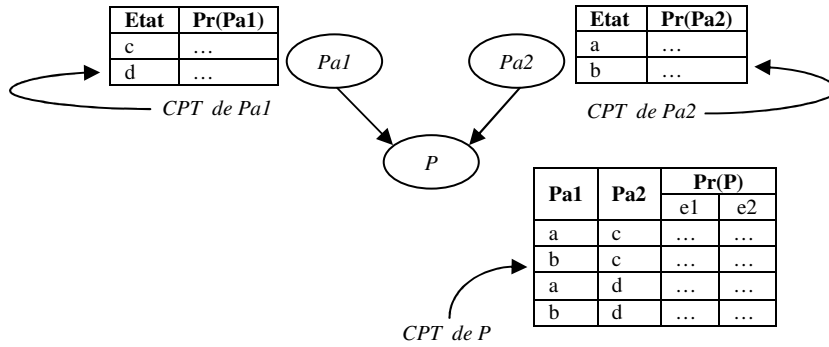 Etat Pr(Pa1)
c …
d …
CPT de Pa1
Pa1
Pa2
Etat Pr(Pa2)
a …
b …
CPT de Pa2
P
Pa1 Pa2 Pr(P)
e1 e2
a c … …
b c … …
a d … …
b d … …
CPT de P